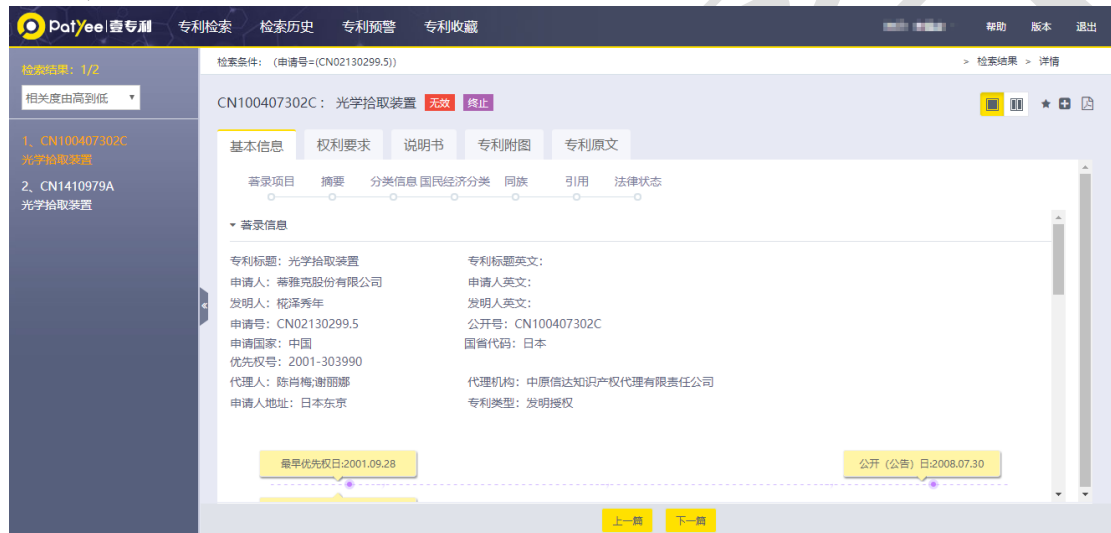 Patyee 壹专利 专利检索 检索历史 专利预警 专利收藏 帮助 版本 退出
检索结果: 1/2
相关度由高到低
1、CN100407302C
光学拾取装置
2、CN1410979A
光学拾取装置
检索条件: (申请号=(CN02130299.5)) > 检索结果 > 详情
CN100407302C: 光学拾取装置 无效 终止
基本信息 权利要求 说明书 专利附图 专利原文
著录项目 摘要 分类信息 国民经济分类 同族 引用 法律状态
著录信息
专利标题: 光学拾取装置 专利标题英文:
申请人: 蒂雅克股份有限公司 申请人英文:
发明人: 椛泽秀年 发明人英文:
申请号: CN02130299.5 公开号: CN100407302C
申请国家: 中国 国省代码: 日本
优先权号: 2001-303990
代理人: 陈肖梅;谢丽娜 代理机构: 中原信达知识产权代理有限责任公司
申请人地址: 日本东京 专利类型: 发明授权
最早优先权日:2001.09.28 公开（公告）日:2008.07.30
上一篇 下一篇